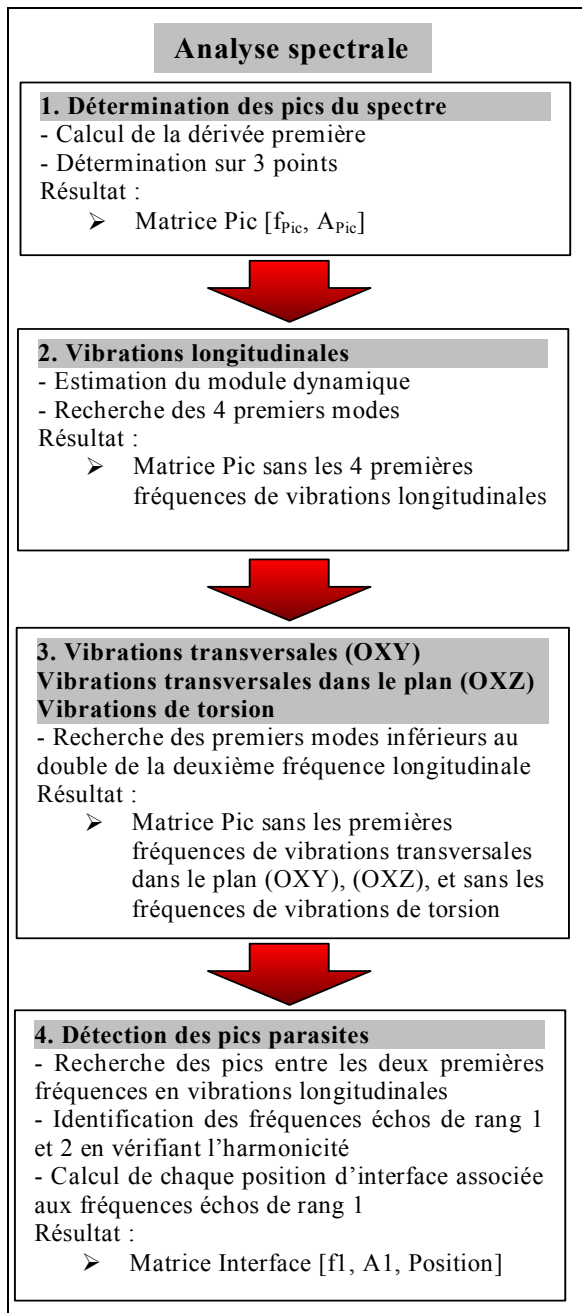 Analyse spectrale
1. Détermination des pics du spectre
- Calcul de la dérivée première
- Détermination sur 3 points
Résultat :
➢ Matrice Pic [fPic, APic]
2. Vibrations longitudinales
- Estimation du module dynamique
- Recherche des 4 premiers modes
Résultat :
➢ Matrice Pic sans les 4 premières
fréquences de vibrations longitudinales
3. Vibrations transversales (OXY)
Vibrations transversales dans le plan (OXZ)
Vibrations de torsion
- Recherche des premiers modes inférieurs au
double de la deuxième fréquence longitudinale
Résultat :
➢ Matrice Pic sans les premières
fréquences de vibrations transversales
dans le plan (OXY), (OXZ), et sans les
fréquences de vibrations de torsion
4. Détection des pics parasites
- Recherche des pics entre les deux premières
fréquences en vibrations longitudinales
- Identification des fréquences échos de rang 1
et 2 en vérifiant l'harmonicité
- Calcul de chaque position d'interface associée
aux fréquences échos de rang 1
Résultat :
➢ Matrice Interface [f1, A1, Position]